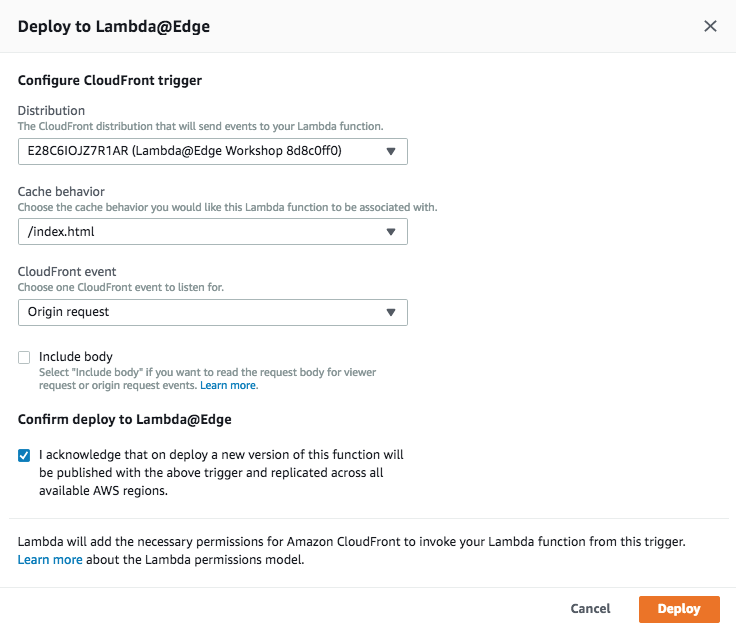 Deploy to Lambda@Edge
Configure CloudFront trigger
Distribution
The CloudFront distribution that will send events to your Lambda function.
E28C6IOJZ7R1AR (Lambda@Edge Workshop 8d8c0ff0)
Cache behavior
Choose the cache behavior you would like this Lambda function to be associated with.
/index.html
CloudFront event
Choose one CloudFront event to listen for.
Origin request
Include body
Select "Include body" if you want to read the request body for viewer
request or origin request events. Learn more.
Confirm deploy to Lambda@Edge
I acknowledge that on deploy a new version of this function will
be published with the above trigger and replicated across all
available AWS regions.
Lambda will add the necessary permissions for Amazon CloudFront to invoke your Lambda function from this trigger.
Learn more about the Lambda permissions model.
Cancel
Deploy